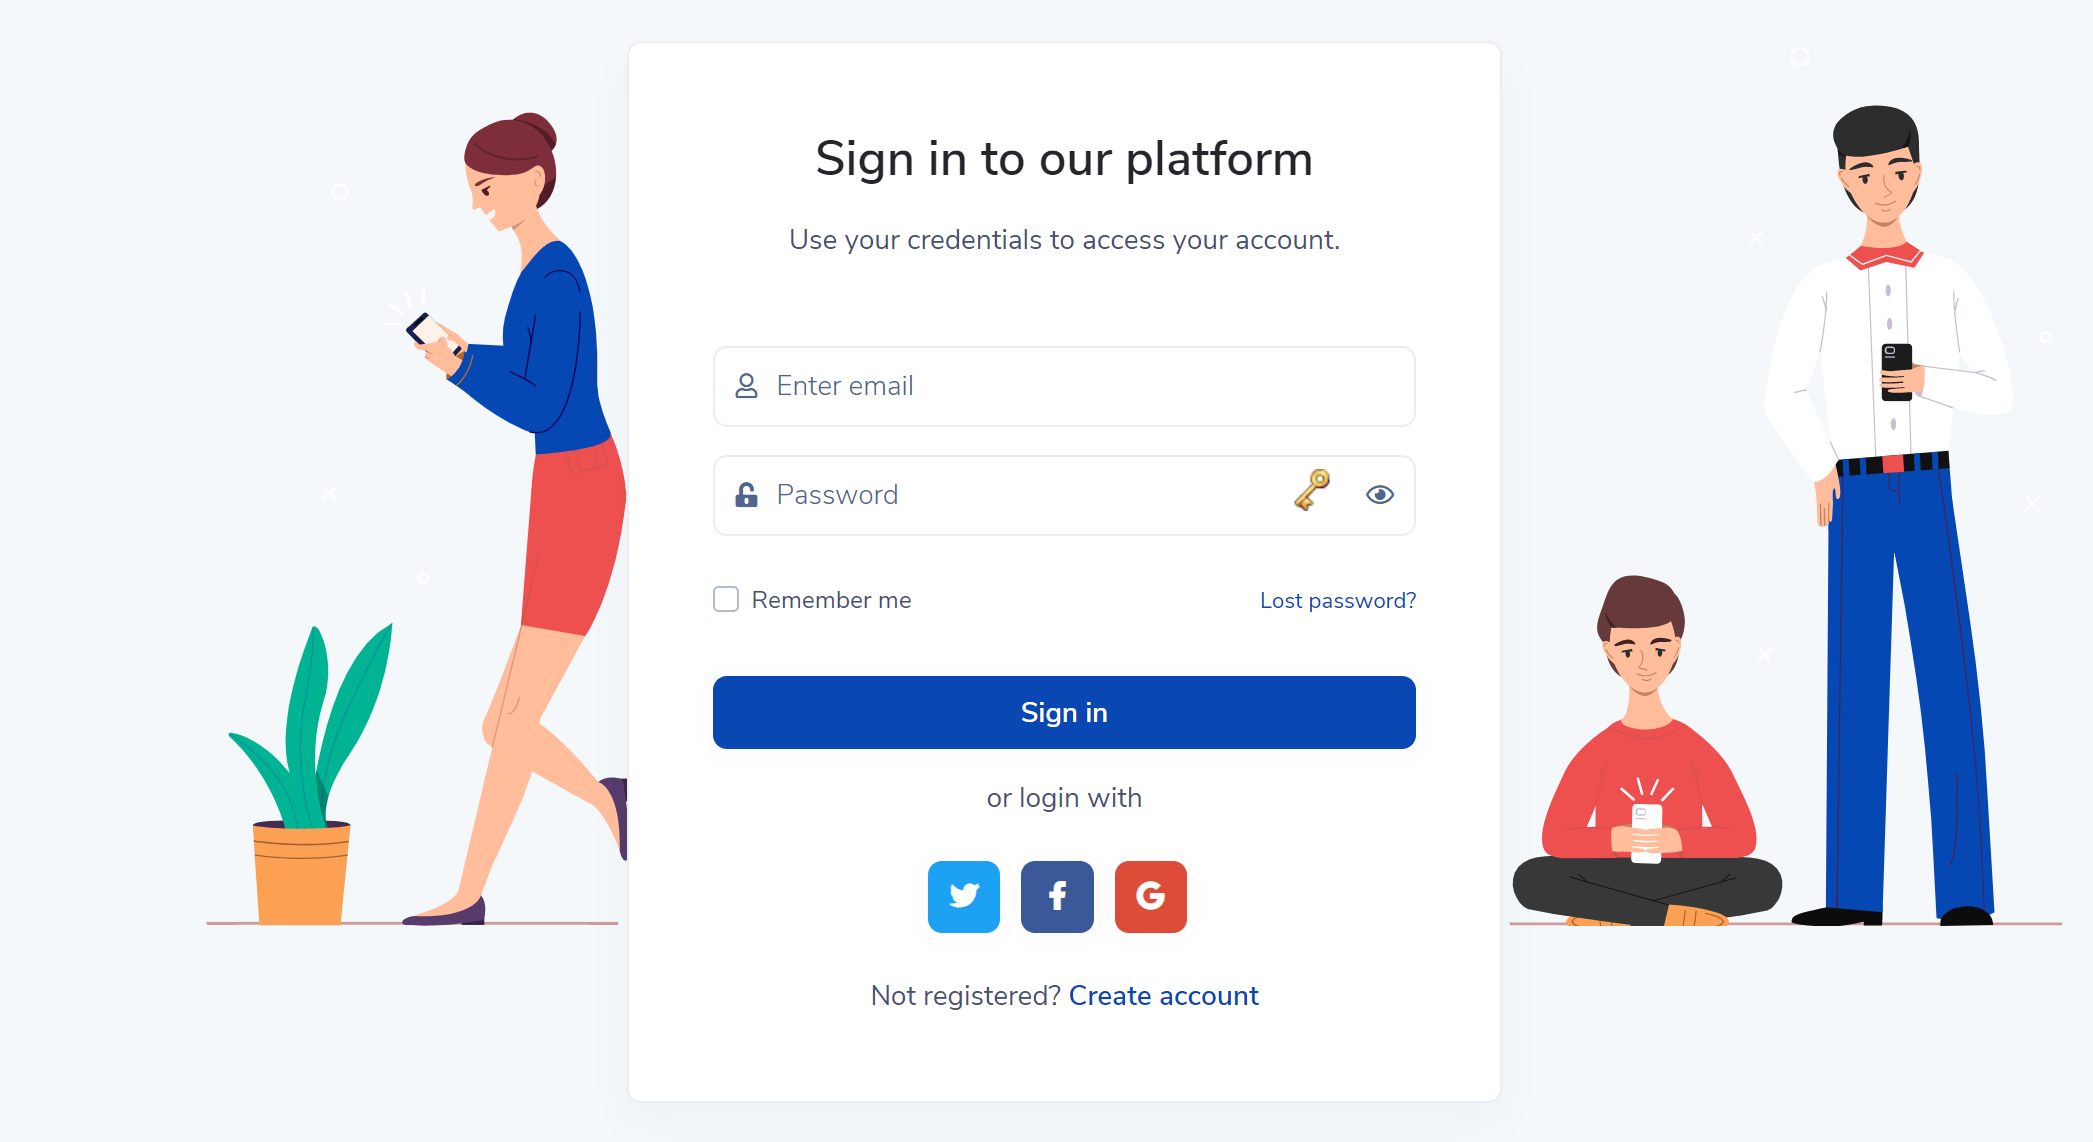 Sign in to our platform
Use your credentials to access your account.
Enter email
Password
Remember me
Lost password?
Sign in
or login with
Not registered? Create account